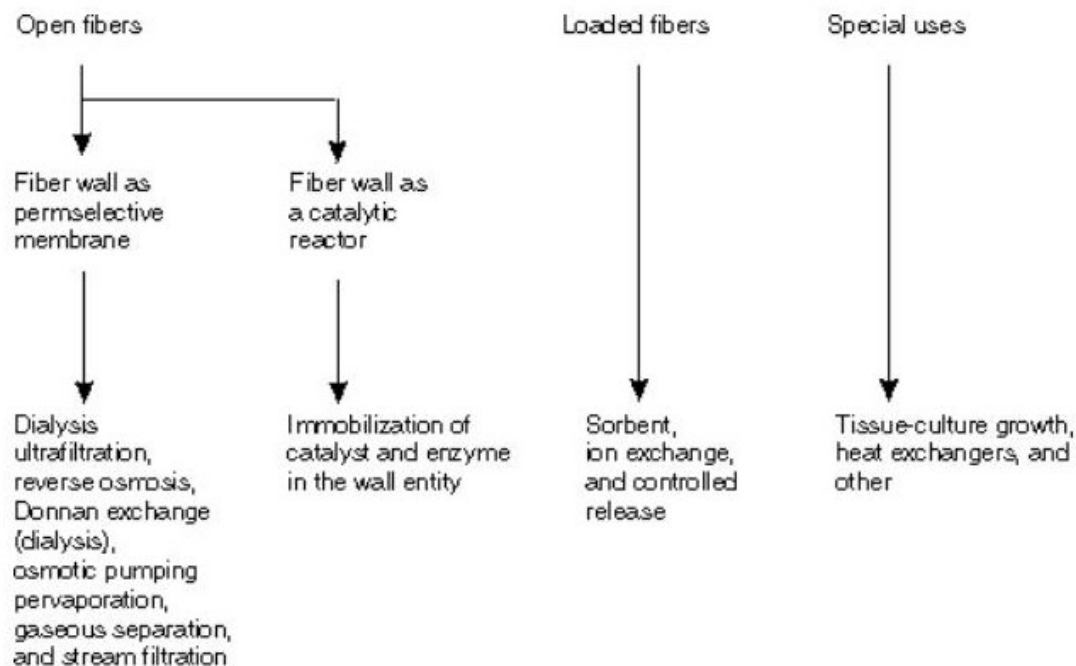 Open fibers
Loaded fibers
Special uses
Fiber wall as
permselective
membrane
Fiber wall as
a catalytic
reactor
Dialysis
ultrafiltration,
reverse osmosis,
Donnan exchange
(dialysis),
osmotic pumping
pervaporation,
gaseous separation,
and stream filtration
Immobilization of
catalyst and enzyme
in the wall entity
Sorbent,
ion exchange,
and controlled
release
Tissue-culture growth,
heat exchangers, and
other